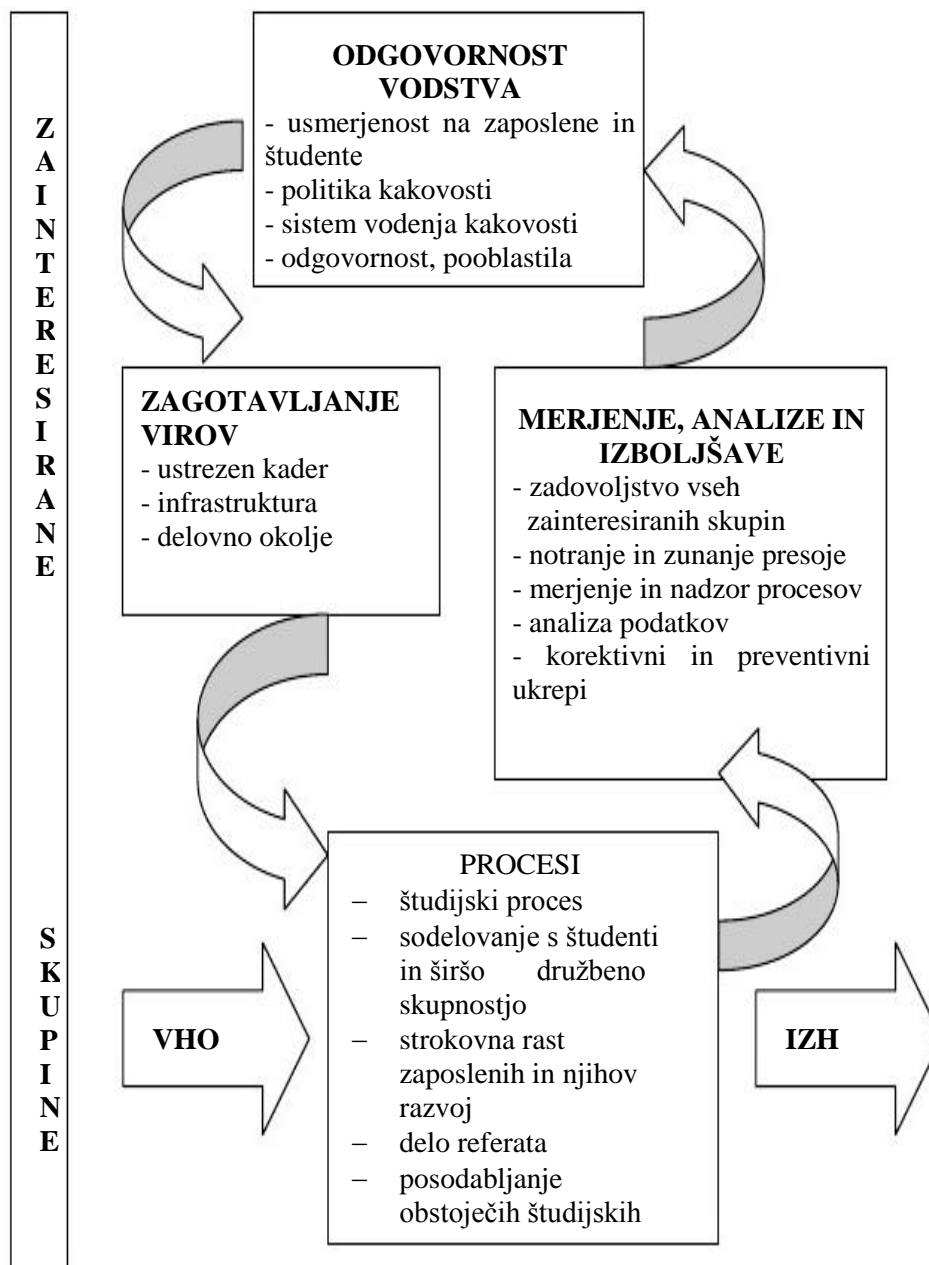 ZAINTERESIRANE
SKUPINE
ODGOVORNOST
VODSTVA
- usmerjenost na zaposlene in
študente
- politika kakovosti
- sistem vodenja kakovosti
- odgovornost, pooblastila
ZAGOTAVLJANJE
VIROV
- ustrezen kader
- infrastruktura
- delovno okolje
MERJENJE, ANALIZE IN
IZBOLJŠAVE
- zadovoljstvo vseh
zainteresiranih skupin
- notranje in zunanje presoje
- merjenje in nadzor procesov
- analiza podatkov
- korektivni in preventivni
ukrepi
PROCESI
– študijski proces
– sodelovanje s študenti
in širšo družbeno
skupnostjo
– strokovna rast
zaposlenih in njihov
razvoj
– delo referata
– posodabljanje
obstoječih študijskih
VHO
IZH